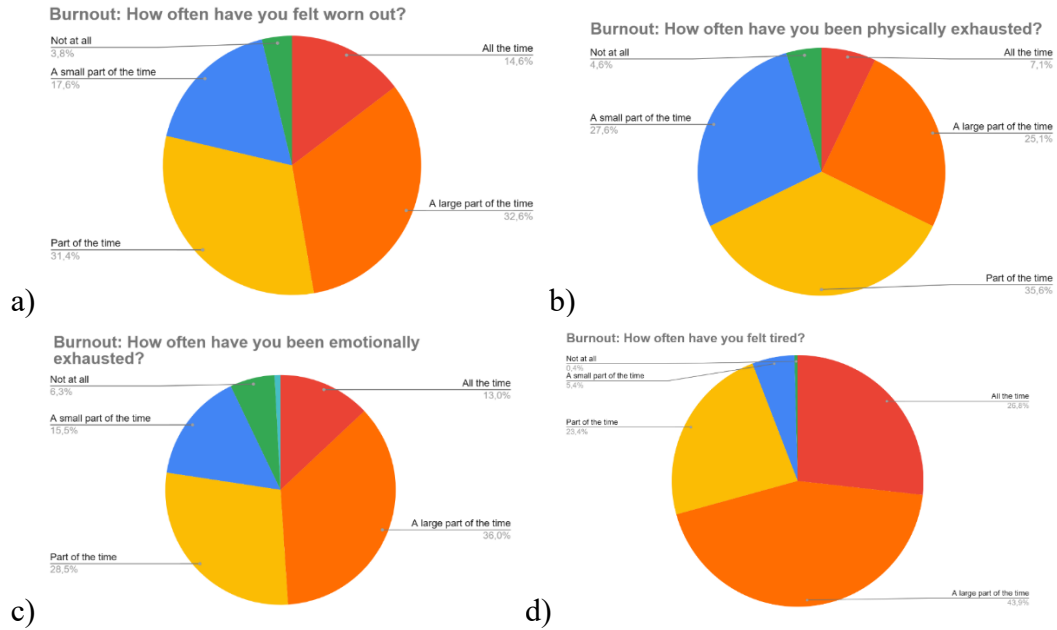 Burnout: How often have you felt worn out?
Not at all
3,8%
All the time
14,6%
A small part of the time
17,6%
A large part of the time
32,6%
Part of the time
31,4%
a)
Burnout: How often have you been physically exhausted?
Not at all
4,6%
All the time
7,1%
A small part of the time
27,6%
A large part of the time
25,1%
Part of the time
35,6%
b)
Burnout: How often have you been emotionally
exhausted?
Not at all
6,3%
All the time
13,0%
A small part of the time
15,5%
A large part of the time
36,0%
Part of the time
28,5%
c)
Burnout: How often have you felt tired?
Not at all
0,4%
A small part of the time
5,4%
All the time
26,8%
Part of the time
23,4%
A large part of the time
43,9%
d)